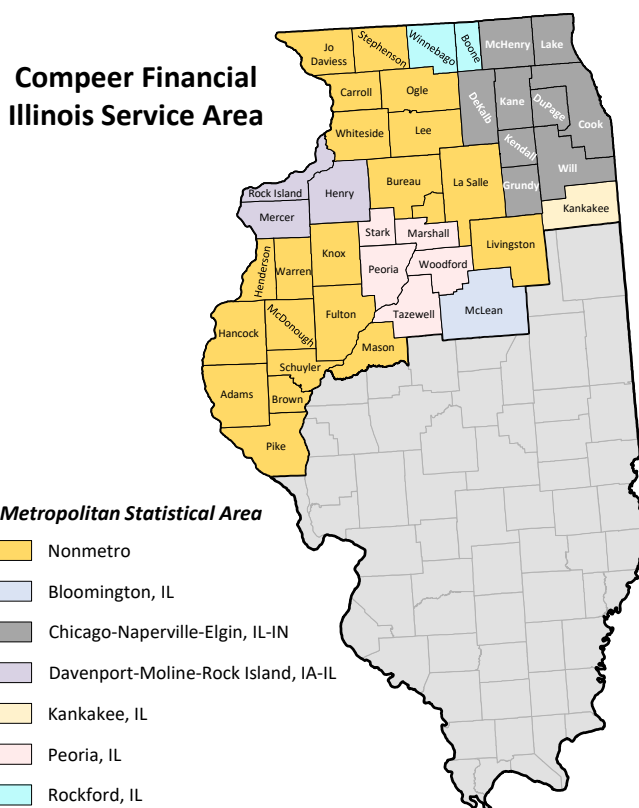 Compeer Financial
Illinois Service Area
Jo
Daviess
Stephenson
Winnebago
Boone
McHenry
Lake
Carroll
Ogle
DeKalb
Kane
DuPage
Cook
Whiteside
Lee
Kendall
Will
Rock Island
Henry
Bureau
La Salle
Grundy
Mercer
Kankakee
Stark
Marshall
Henderson
Warren
Knox
Peoria
Woodford
Livingston
Hancock
McDonough
Fulton
Tazewell
McLean
Mason
Schuyler
Adams
Brown
Pike
Metropolitan Statistical Area
Nonmetro
Bloomington, IL
Chicago-Naperville-Elgin, IL-IN
Davenport-Moline-Rock Island, IA-IL
Kankakee, IL
Peoria, IL
Rockford, IL